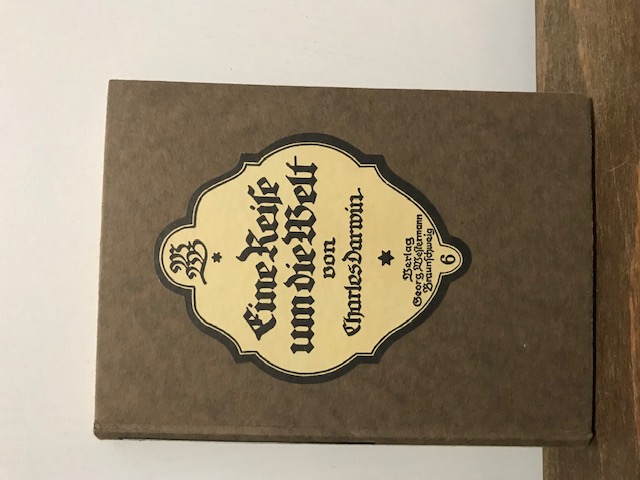 WB
*
Eine Reiſe
um die Welt
von
Charles Darwin
*
Verlag
Georg Weſtermann
Braunſchweig
6